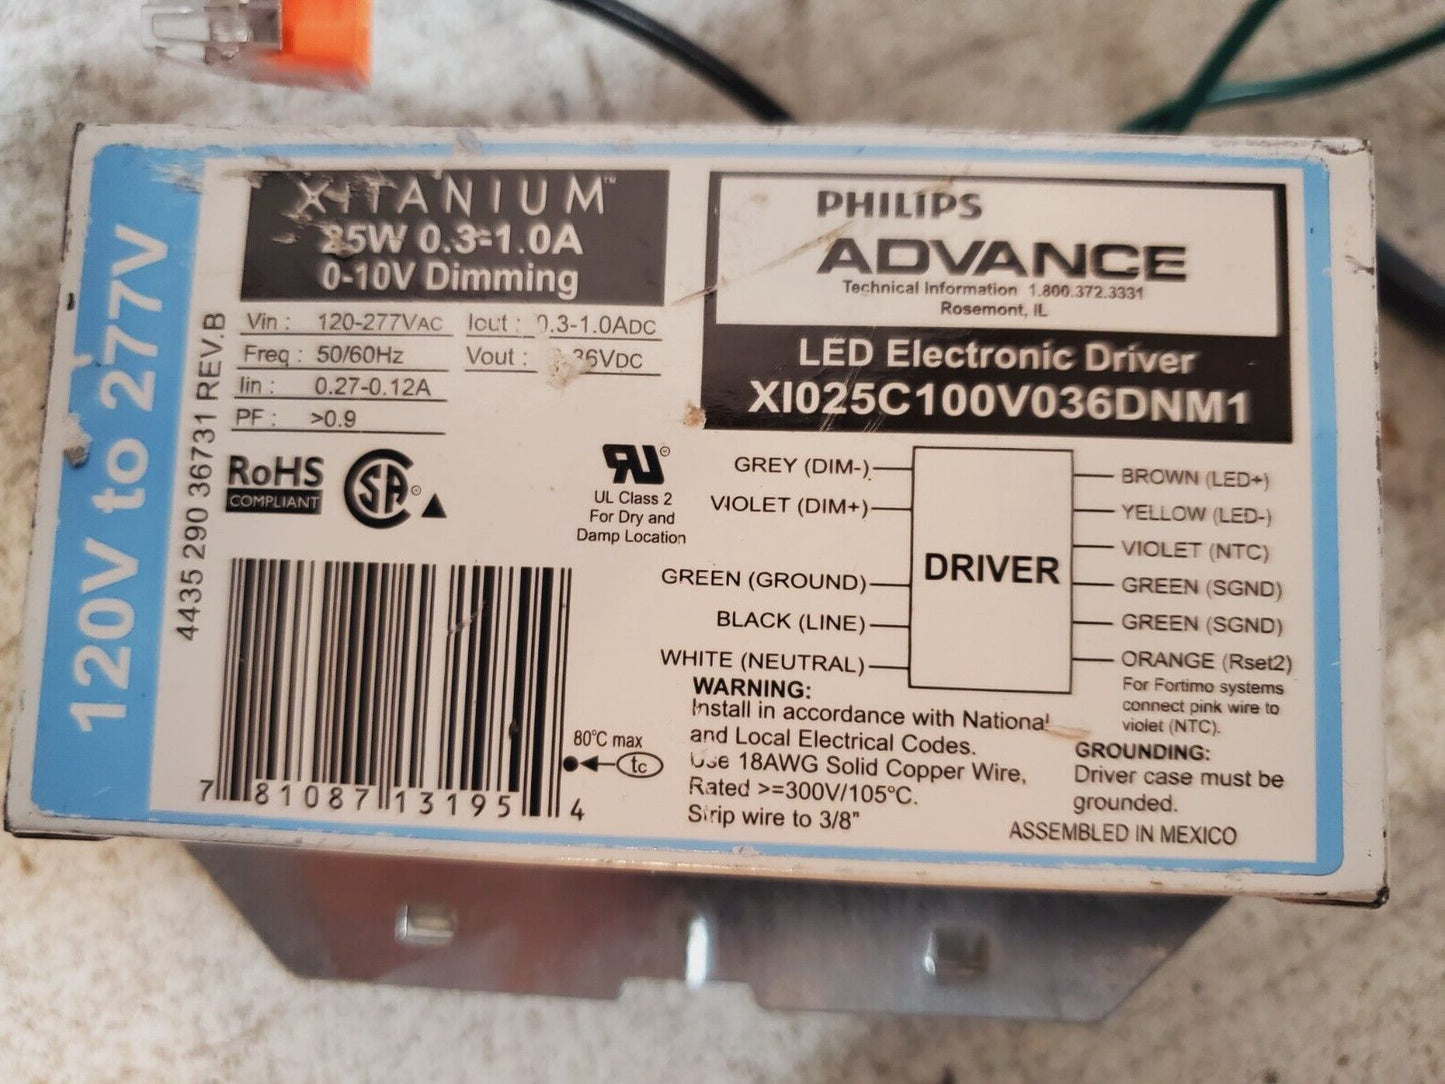 120V to 277V
4435 290 36731 REV.B
XITANIUM™
25W 0.3-1.0A
0-10V Dimming
Vin : 120-277VAC
Iout : 0.3-1.0ADC
Freq : 50/60Hz
Vout : 36VDC
Iin : 0.27-0.12A
PF : >0.9
RoHS
COMPLIANT
SA
RU
UL Class 2
For Dry and
Damp Location
7 81087 13195 4
80°C max
tc
PHILIPS
ADVANCE
Technical Information 1.800.372.3331
Rosemont, IL
LED Electronic Driver
XI025C100V036DNM1
GREY (DIM-)
VIOLET (DIM+)
GREEN (GROUND)
BLACK (LINE)
WHITE (NEUTRAL)
DRIVER
BROWN (LED+)
YELLOW (LED-)
VIOLET (NTC)
GREEN (SGND)
GREEN (SGND)
ORANGE (Rset2)
For Fortimo systems
connect pink wire to
violet (NTC).
WARNING:
Install in accordance with National
and Local Electrical Codes.
Use 18AWG Solid Copper Wire,
Rated >=300V/105°C.
Strip wire to 3/8"
GROUNDING:
Driver case must be
grounded.
ASSEMBLED IN MEXICO